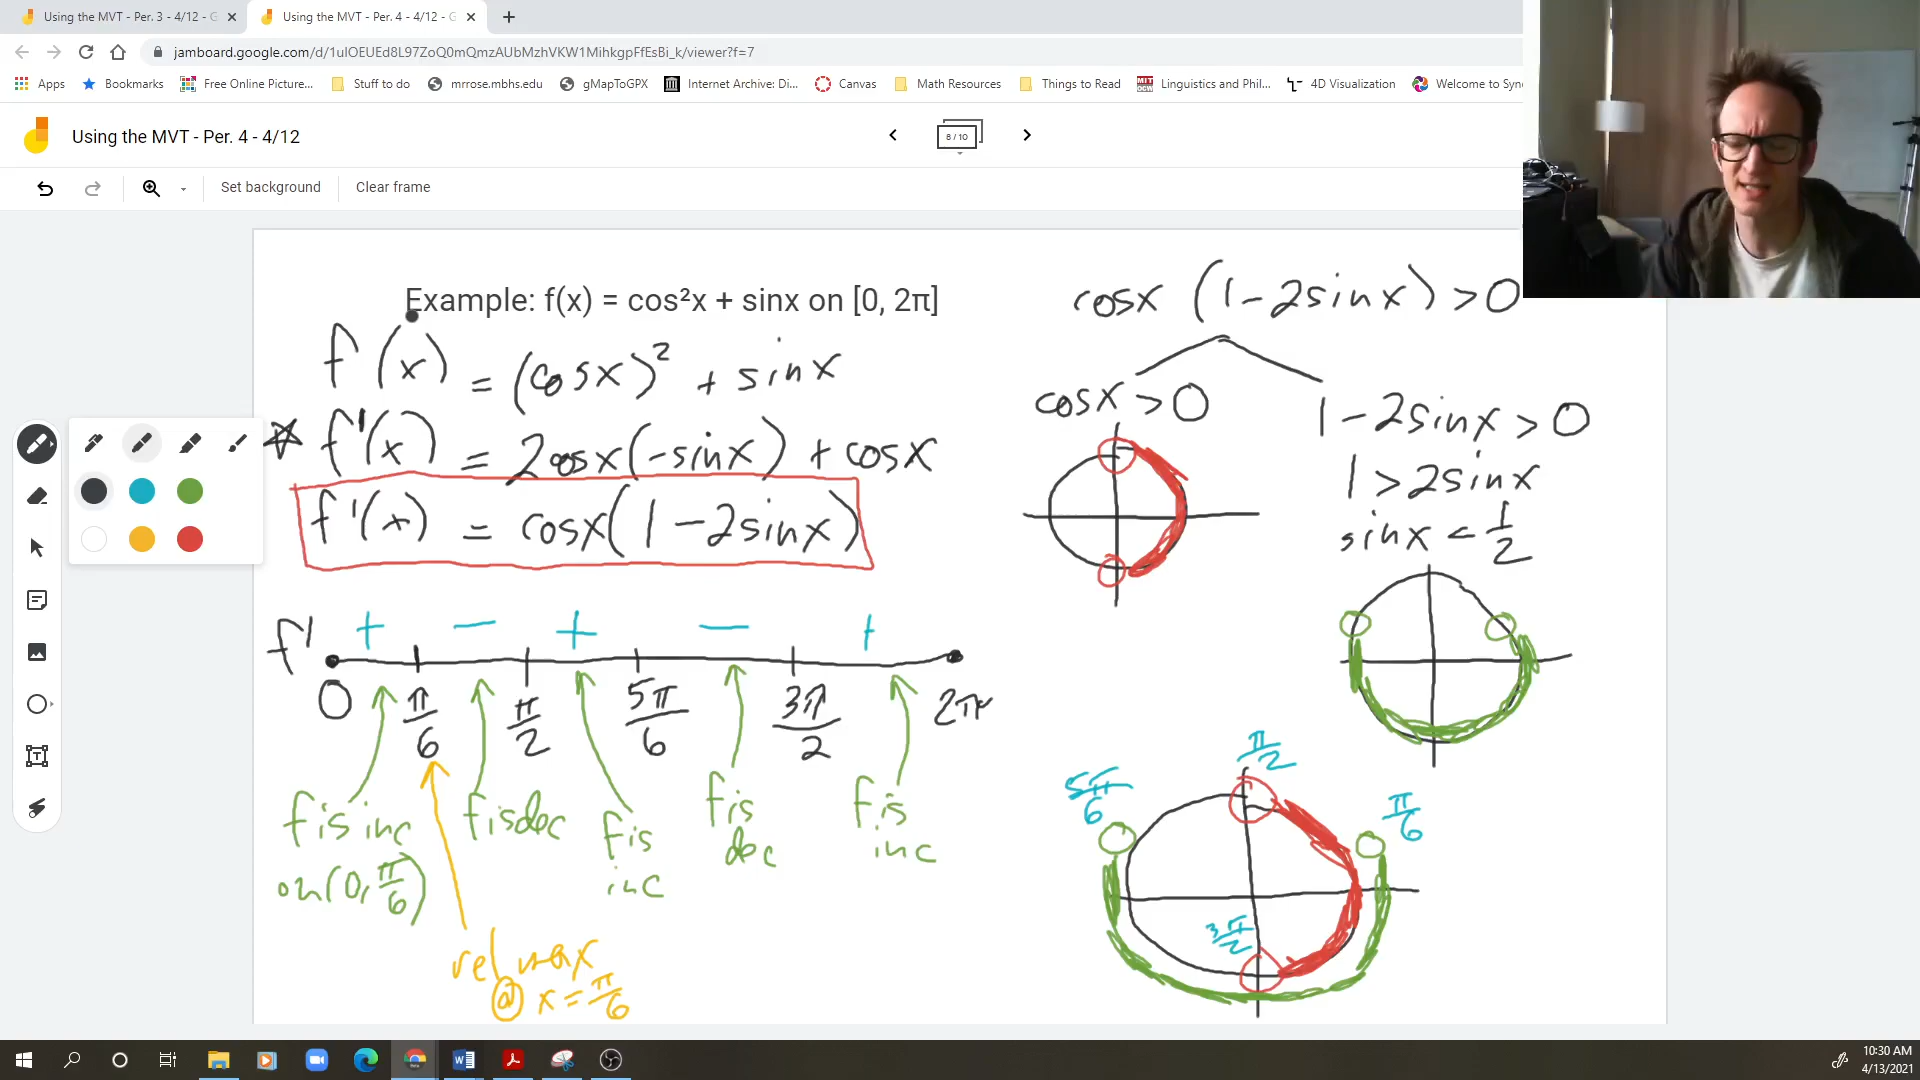 Using the MVT - Per. 3 - 4/12 - G
Using the MVT - Per. 4 - 4/12 - G
jamboard.google.com/d/1ulOEUEd8L97ZoQ0mQmzAUbMzhVKW1MihkgpFfEsBi_k/viewer?f=7
Apps Bookmarks Free Online Picture... Stuff to do mrrose.mbhs.edu gMapToGPX Internet Archive: Di... Canvas Math Resources Things to Read Linguistics and Phil... 4D Visualization Welcome to Sync
Using the MVT - Per. 4 - 4/12
8 / 10
Set background Clear frame
Example: f(x) = cos²x + sinx on [0, 2π]
f(x) = (cosx)² + sinx
f'(x) = 2cosx(-sinx) + cosx
f'(x) = cosx(1-2sinx)
f' + - + - +
0 π/6 π/2 5π/6 3π/2 2π
f is inc
on (0, π/6)
f is dec
f is
inc
f is
dec
f is
inc
rel max
@ x = π/6
cosx (1-2sinx) > 0
cosx > 0
1-2sinx > 0
1 > 2sinx
sinx < 1/2
π/2
5π/6
π/6
3π/2
10:30 AM
4/13/2021